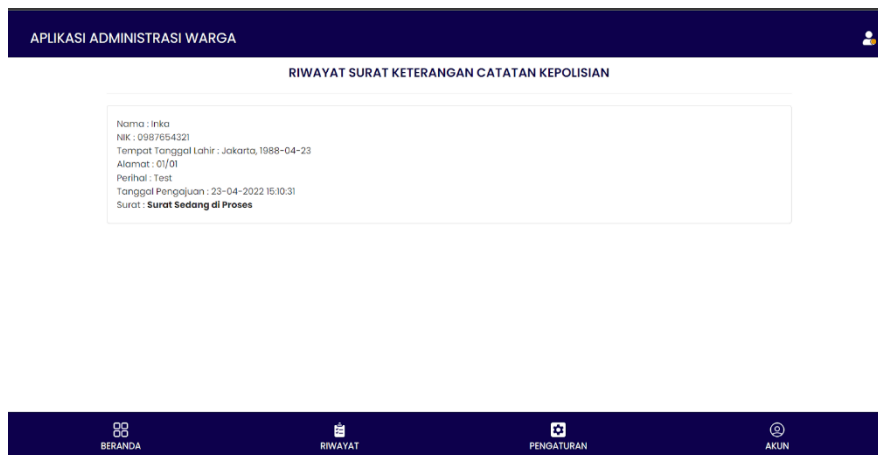 APLIKASI ADMINISTRASI WARGA
RIWAYAT SURAT KETERANGAN CATATAN KEPOLISIAN
Nama : Inka
NIK : 0987654321
Tempat Tanggal Lahir : Jakarta, 1988-04-23
Alamat : 01/01
Perihal : Test
Tanggal Pengajuan : 23-04-2022 15:10:31
Surat : Surat Sedang di Proses
BERANDA
RIWAYAT
PENGATURAN
AKUN